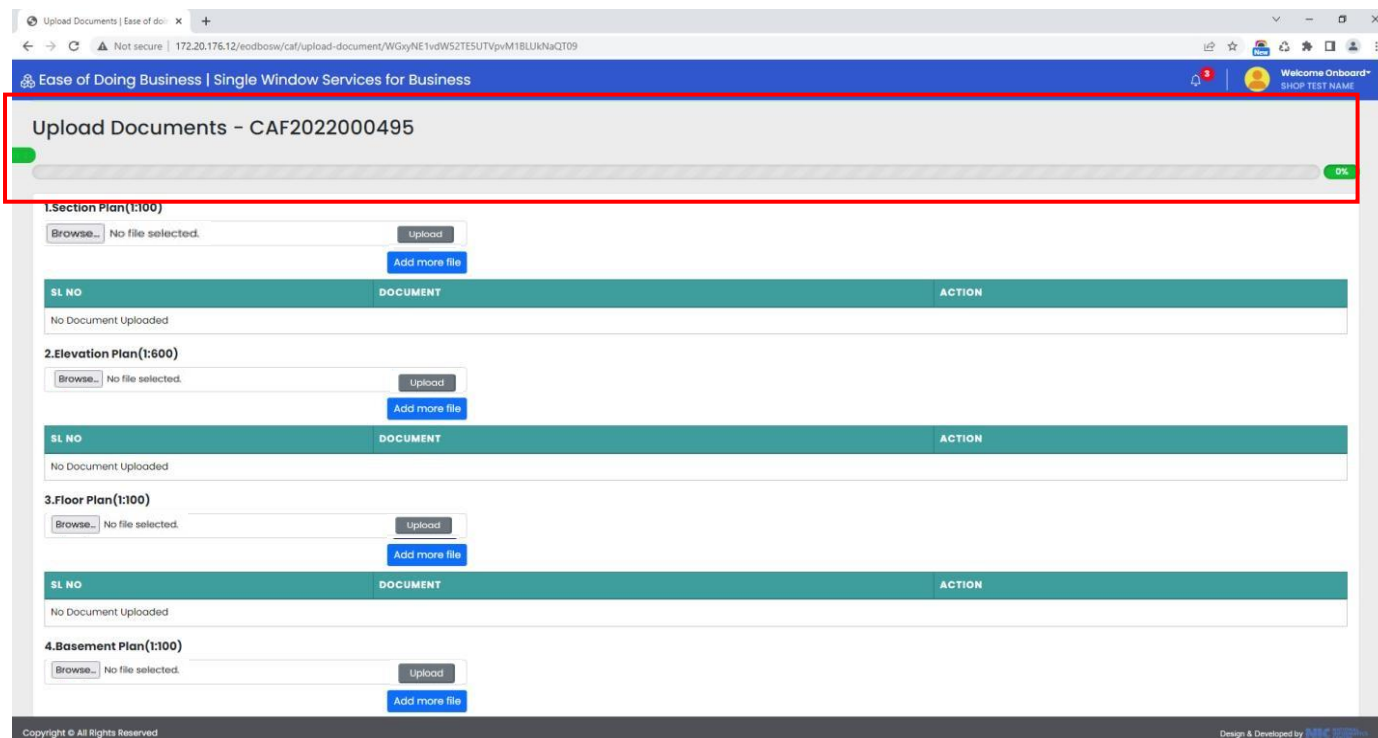 Upload Documents | Ease of doi
Not secure | 172.20.176.12/eodbosw/caf/upload-document/WGxyNE1vdW52TE5UTVpvM1BLUkNaQT09
New
Ease of Doing Business | Single Window Services for Business
3
Welcome Onboard
SHOP TEST NAME
Upload Documents - CAF2022000495
0%
1.Section Plan(1:100)
Browse... No file selected. Upload
Add more file
SL NO DOCUMENT ACTION
No Document Uploaded
2.Elevation Plan(1:600)
Browse... No file selected. Upload
Add more file
SL NO DOCUMENT ACTION
No Document Uploaded
3.Floor Plan(1:100)
Browse... No file selected. Upload
Add more file
SL NO DOCUMENT ACTION
No Document Uploaded
4.Basement Plan(1:100)
Browse... No file selected. Upload
Add more file
Copyright © All Rights Reserved Design & Developed by NIC